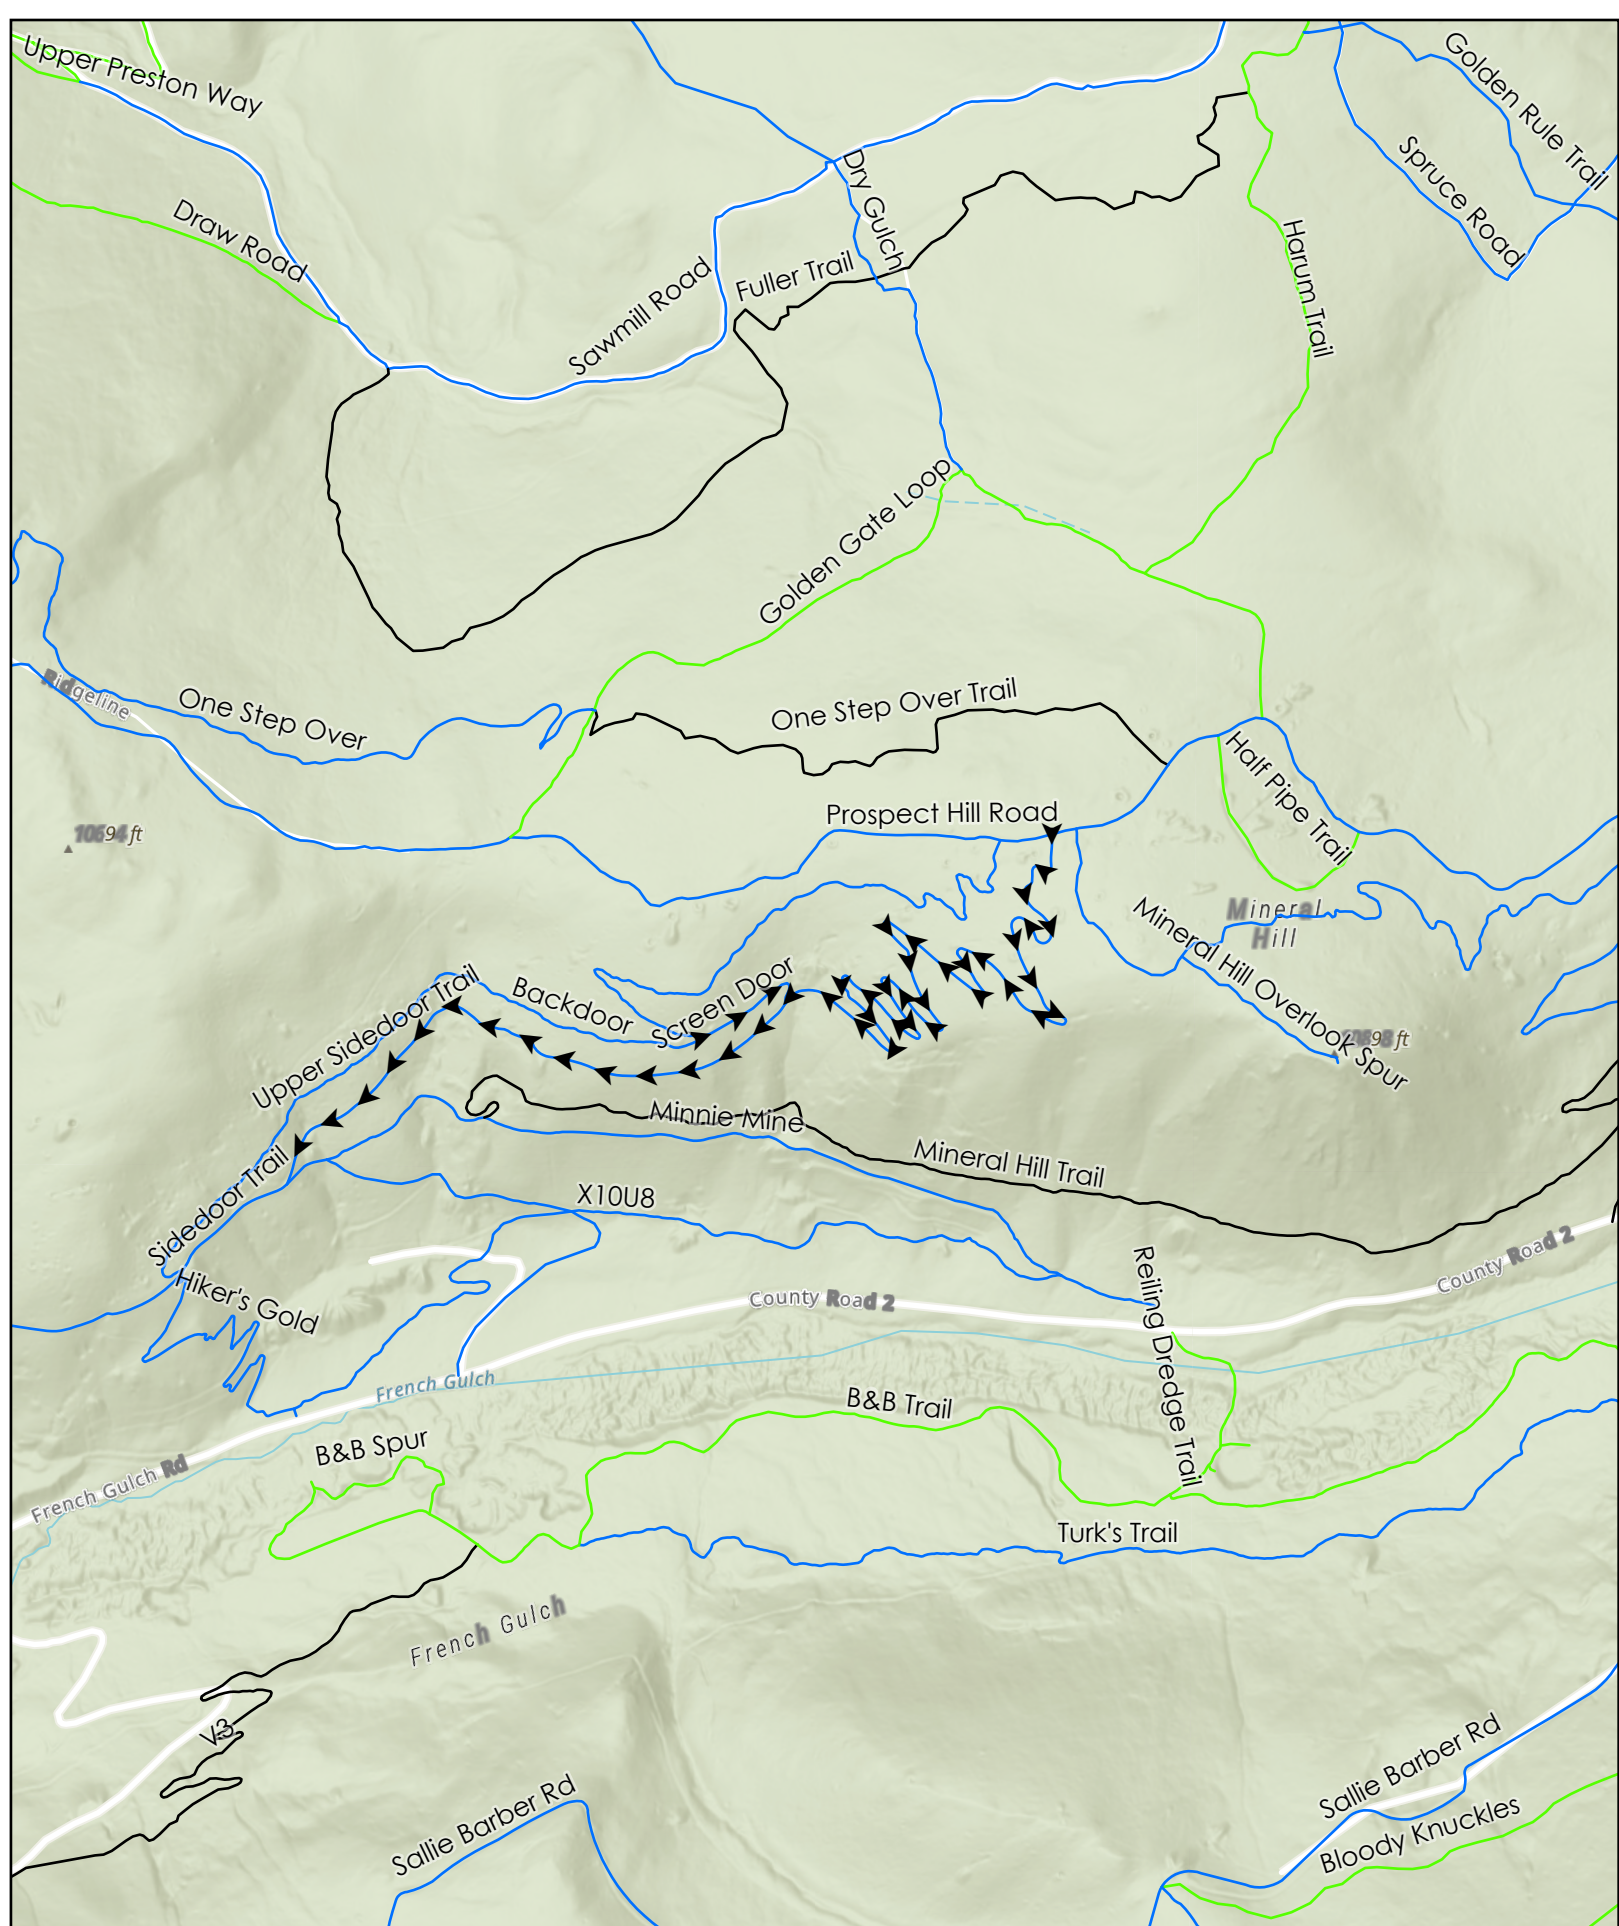 Upper Preston Way
Golden Rule Trail
Spruce Road
Dry Gulch
Draw Road
Harum Trail
Sawmill Road
Fuller Trail
Golden Gate Loop
Ridgeline
One Step Over
One Step Over Trail
Half Pipe Trail
Prospect Hill Road
10694 ft
Mineral
Hill
Mineral Hill Overlook Spur
Upper Sidedoor Trail
Backdoor
Screen Door
10898 ft
Minnie Mine
Mineral Hill Trail
Sidedoor Trail
X10U8
Hiker's Gold
County Road 2
County Road 2
Reiling Dredge Trail
French Gulch
B&B Trail
B&B Spur
French Gulch Rd
Turk's Trail
French Gulch
V3
Sallie Barber Rd
Sallie Barber Rd
Bloody Knuckles